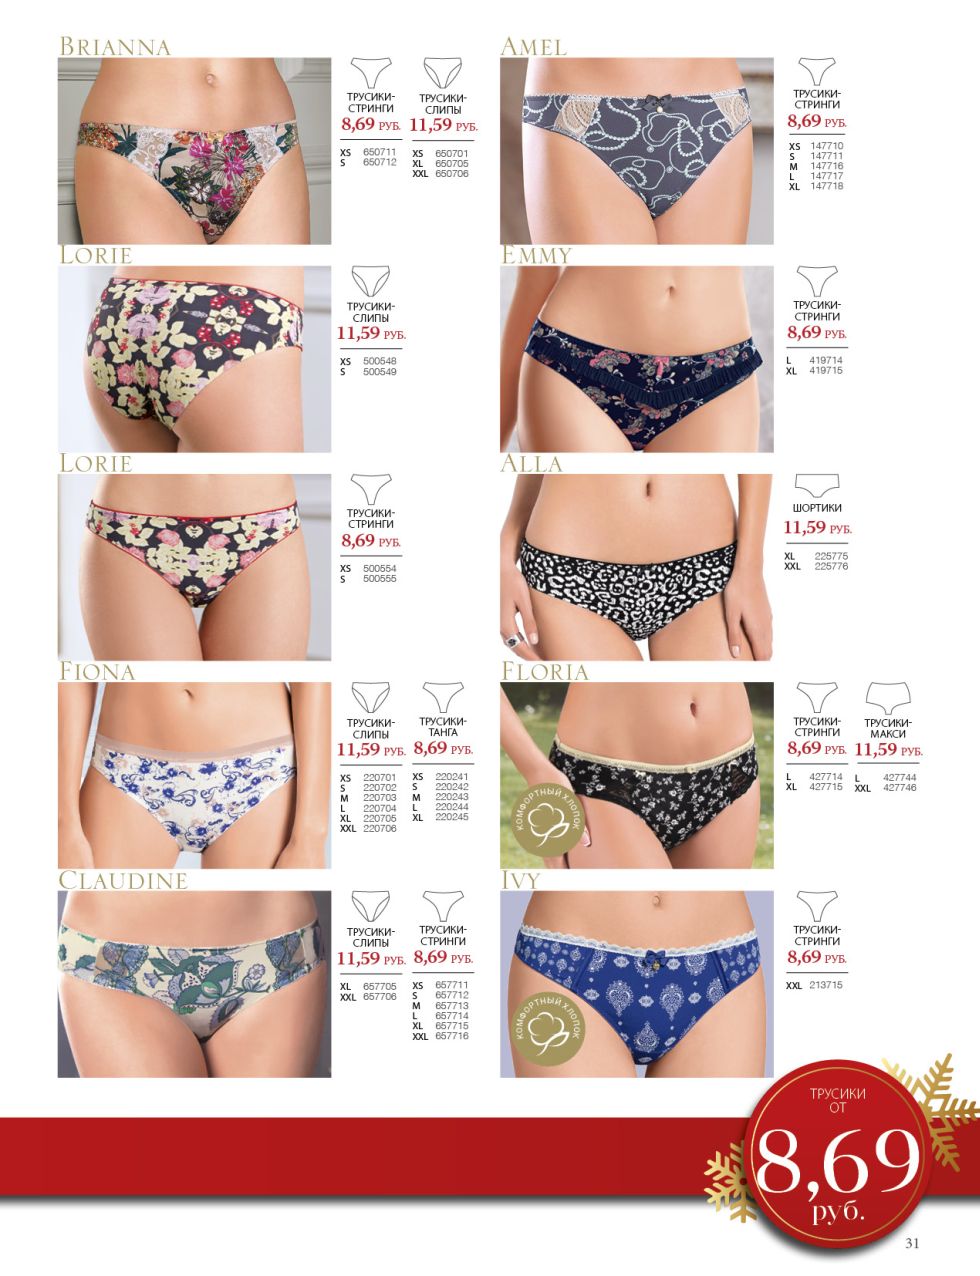 BRIANNA
ТРУСИКИ-
СТРИНГИ
8,69 РУБ.
XS 650711
S 650712
ТРУСИКИ-
СЛИПЫ
11,59 РУБ.
XS 650701
XL 650705
XXL 650706
AMEL
ТРУСИКИ-
СТРИНГИ
8,69 РУБ.
XS 147710
S 147711
M 147716
L 147717
XL 147718
LORIE
ТРУСИКИ-
СЛИПЫ
11,59 РУБ.
XS 500548
S 500549
EMMY
ТРУСИКИ-
СТРИНГИ
8,69 РУБ.
L 419714
XL 419715
LORIE
ТРУСИКИ-
СТРИНГИ
8,69 РУБ.
XS 500554
S 500555
ALLA
ШОРТИКИ
11,59 РУБ.
XL 225775
XXL 225776
FIONA
ТРУСИКИ-
СЛИПЫ
11,59 РУБ.
XS 220701
S 220702
M 220703
L 220704
XL 220705
XXL 220706
ТРУСИКИ-
ТАНГА
8,69 РУБ.
XS 220241
S 220242
M 220243
L 220244
XL 220245
FLORIA
КОМФОРТНЫЙ ХЛОПОК
ТРУСИКИ-
СТРИНГИ
8,69 РУБ.
L 427714
XL 427715
ТРУСИКИ-
МАКСИ
11,59 РУБ.
L 427744
XXL 427746
CLAUDINE
ТРУСИКИ-
СЛИПЫ
11,59 РУБ.
XL 657705
XXL 657706
ТРУСИКИ-
СТРИНГИ
8,69 РУБ.
XS 657711
S 657712
M 657713
L 657714
XL 657715
XXL 657716
IVY
КОМФОРТНЫЙ ХЛОПОК
ТРУСИКИ-
СТРИНГИ
8,69 РУБ.
XXL 213715
ТРУСИКИ
ОТ
8,69
руб.
31